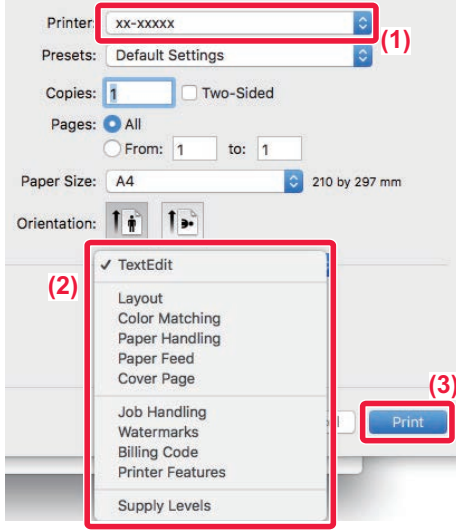 Printer: xx-xxxxx
(1)
Presets: Default Settings
Copies: 1 Two-Sided
Pages: All
From: 1 to: 1
Paper Size: A4 210 by 297 mm
Orientation:
(2)
✓ TextEdit
Layout
Color Matching
Paper Handling
Paper Feed
Cover Page
(3)
Job Handling
Watermarks
Billing Code
Printer Features
Print
Supply Levels